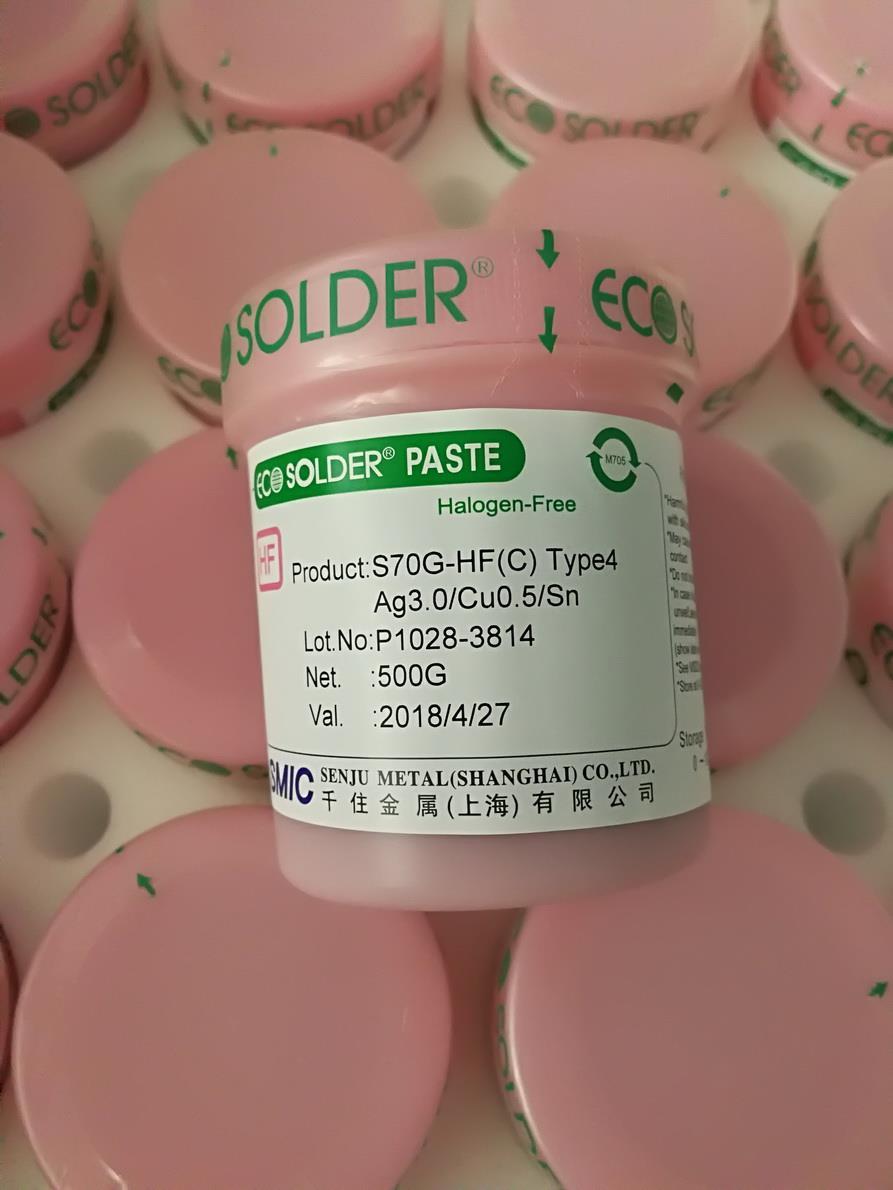 SOLDER
ECO SOLDER
SOLDER®
ECO S
ECO SOLDER® PASTE
M705
Halogen-Free
HF
Product:S70G-HF(C) Type4
Ag3.0/Cu0.5/Sn
Lot.No:P1028-3814
Net. :500G
Val. :2018/4/27
SMIC SENJU METAL(SHANGHAI) CO.,LTD.
千住金属(上海)有限公司